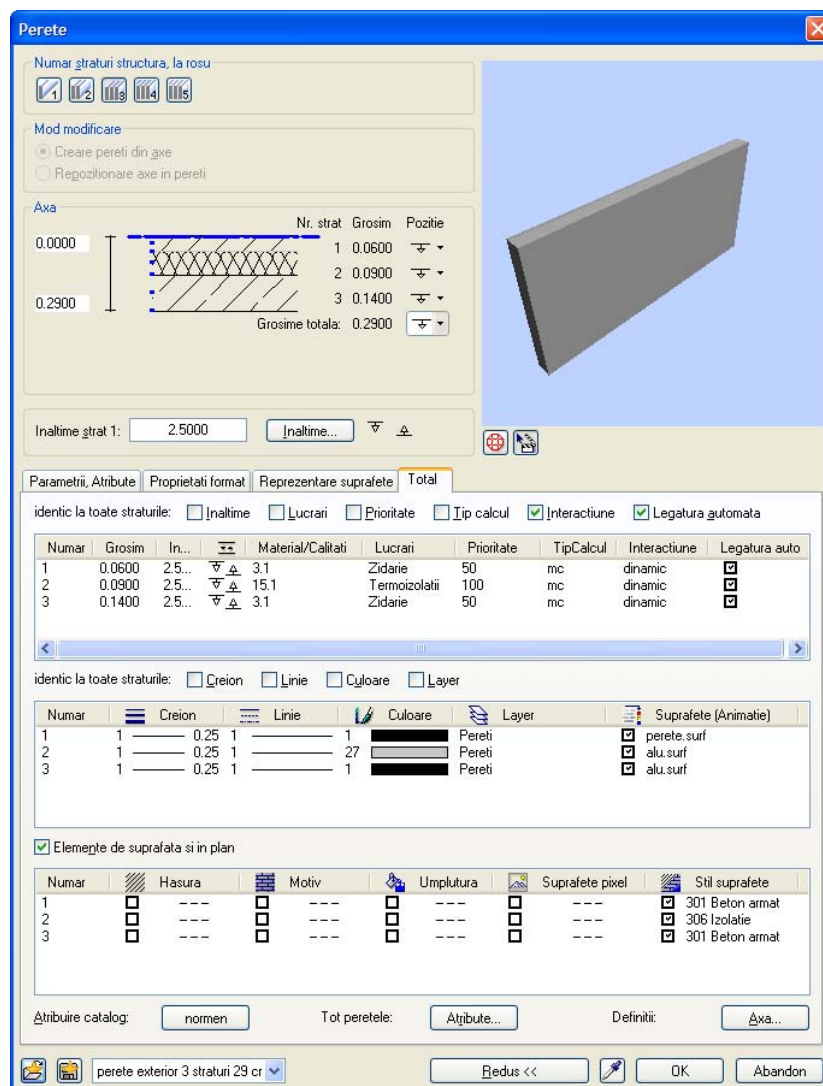 Perete
Numar straturi structura, la rosu
1 2 3 4 5
Mod modificare
Creare pereti din axe
Repozitionare axe in pereti
Axa
Nr. strat Grosim Pozitie
0.0000
1 0.0600
2 0.0900
0.2900
3 0.1400
Grosime totala: 0.2900
Inaltime strat 1: 2.5000 Inaltime...
Parametrii, Atribute Proprietati format Reprezentare suprafete Total
identic la toate straturile: Inaltime Lucrari Prioritate Tip calcul Interactiune Legatura automata
Numar Grosim In... Material/Calitati Lucrari Prioritate TipCalcul Interactiune Legatura auto
1 0.0600 2.5... 3.1 Zidarie 50 mc dinamic
2 0.0900 2.5... 15.1 Termoizolatii 100 mc dinamic
3 0.1400 2.5... 3.1 Zidarie 50 mc dinamic
identic la toate straturile: Creion Linie Culoare Layer
Numar Creion Linie Culoare Layer Suprafete (Animatie)
1 1 0.25 1 1 Pereti perete.surf
2 1 0.25 1 27 Pereti alu.surf
3 1 0.25 1 1 Pereti alu.surf
Elemente de suprafata si in plan
Numar Hasura Motiv Umplutura Suprafete pixel Stil suprafete
1 --- --- --- --- 301 Beton armat
2 --- --- --- --- 306 Izolatie
3 --- --- --- --- 301 Beton armat
Atribuire catalog: normen Tot peretele: Atribute... Definitii: Axa...
perete exterior 3 straturi 29 cr Redus << OK Abandon